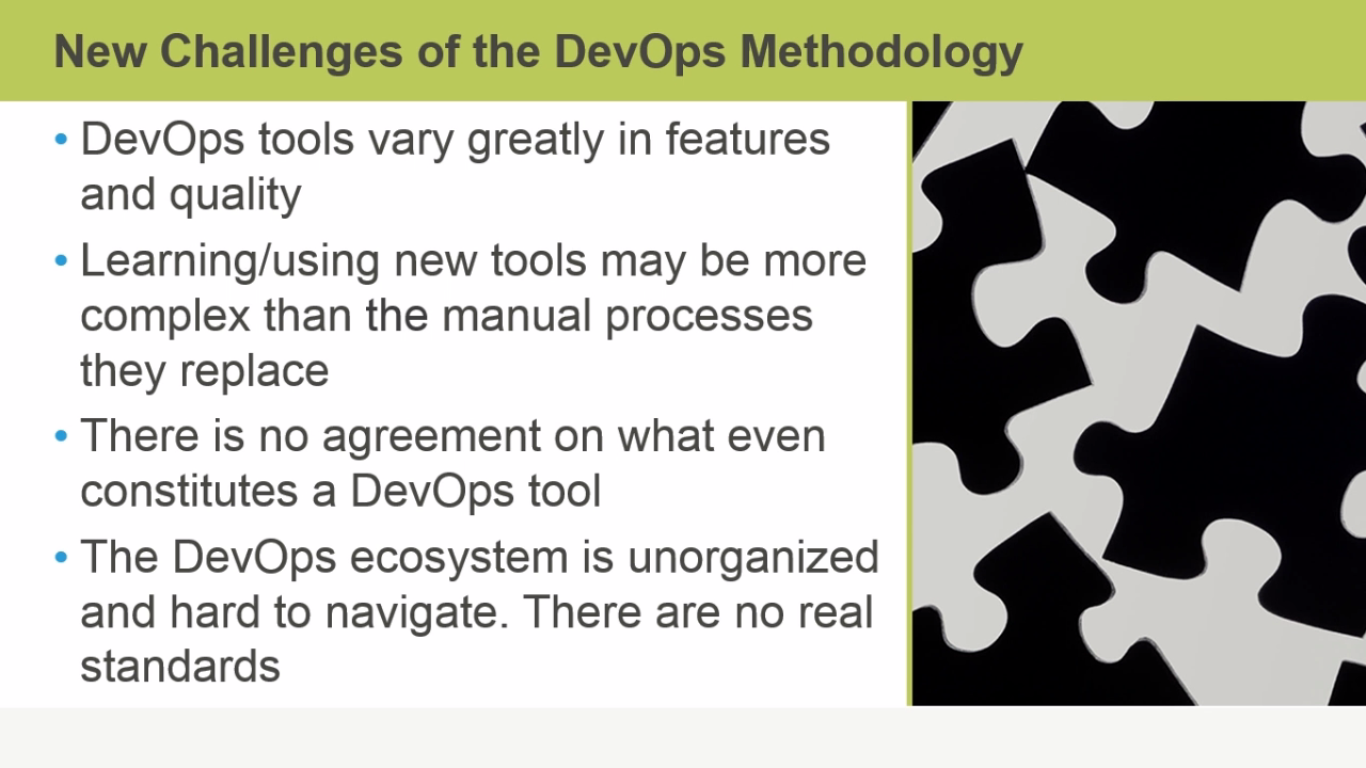 New Challenges of the DevOps Methodology
• DevOps tools vary greatly in features
and quality
• Learning/using new tools may be more
complex than the manual processes
they replace
• There is no agreement on what even
constitutes a DevOps tool
• The DevOps ecosystem is unorganized
and hard to navigate. There are no real
standards